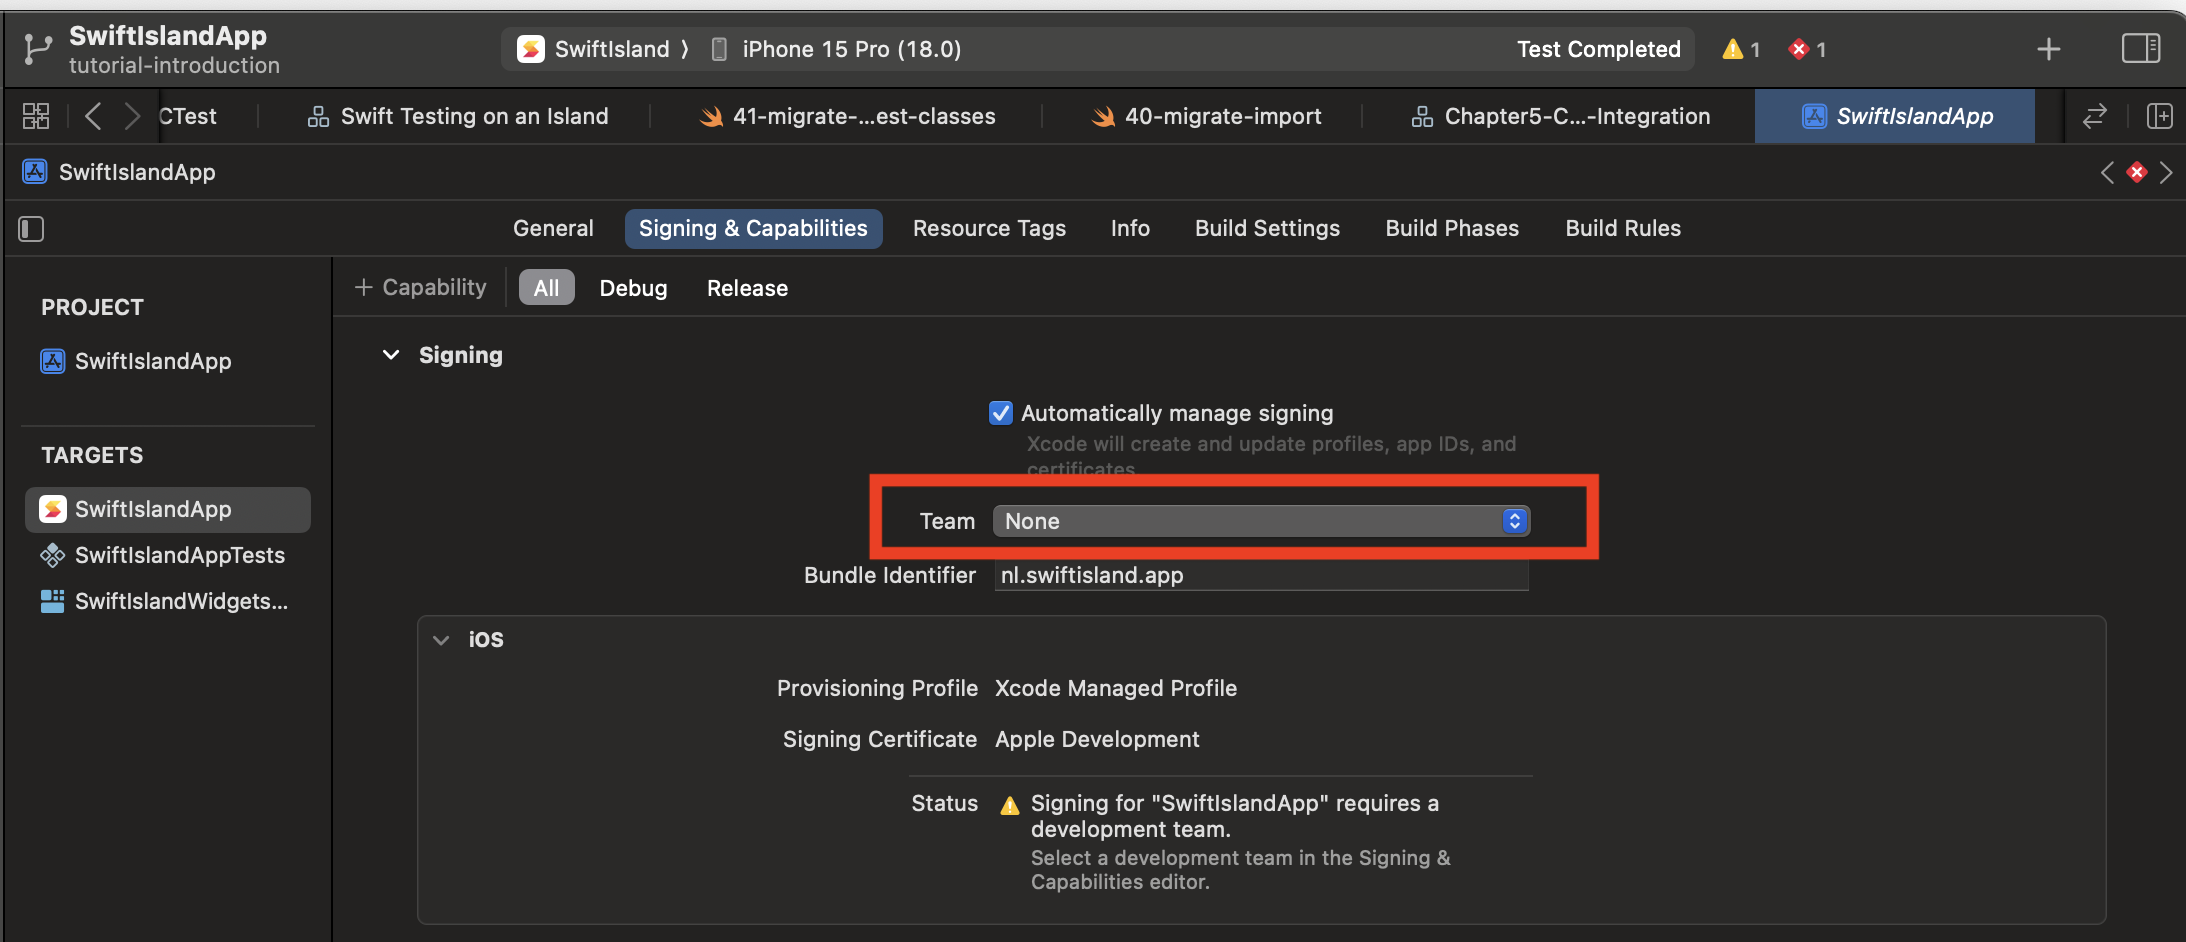 SwiftIslandApp
tutorial-introduction
SwiftIsland ⟩ iPhone 15 Pro (18.0)
Test Completed
1
1
CTest
Swift Testing on an Island
41-migrate-...est-classes
40-migrate-import
Chapter5-C...-Integration
SwiftIslandApp
SwiftIslandApp
General
Signing & Capabilities
Resource Tags
Info
Build Settings
Build Phases
Build Rules
+ Capability
All
Debug
Release
PROJECT
SwiftIslandApp
TARGETS
SwiftIslandApp
SwiftIslandAppTests
SwiftIslandWidgets...
Signing
Automatically manage signing
Xcode will create and update profiles, app IDs, and
certificates.
Team None
Bundle Identifier nl.swiftisland.app
iOS
Provisioning Profile Xcode Managed Profile
Signing Certificate Apple Development
Status Signing for "SwiftIslandApp" requires a
development team.
Select a development team in the Signing &
Capabilities editor.